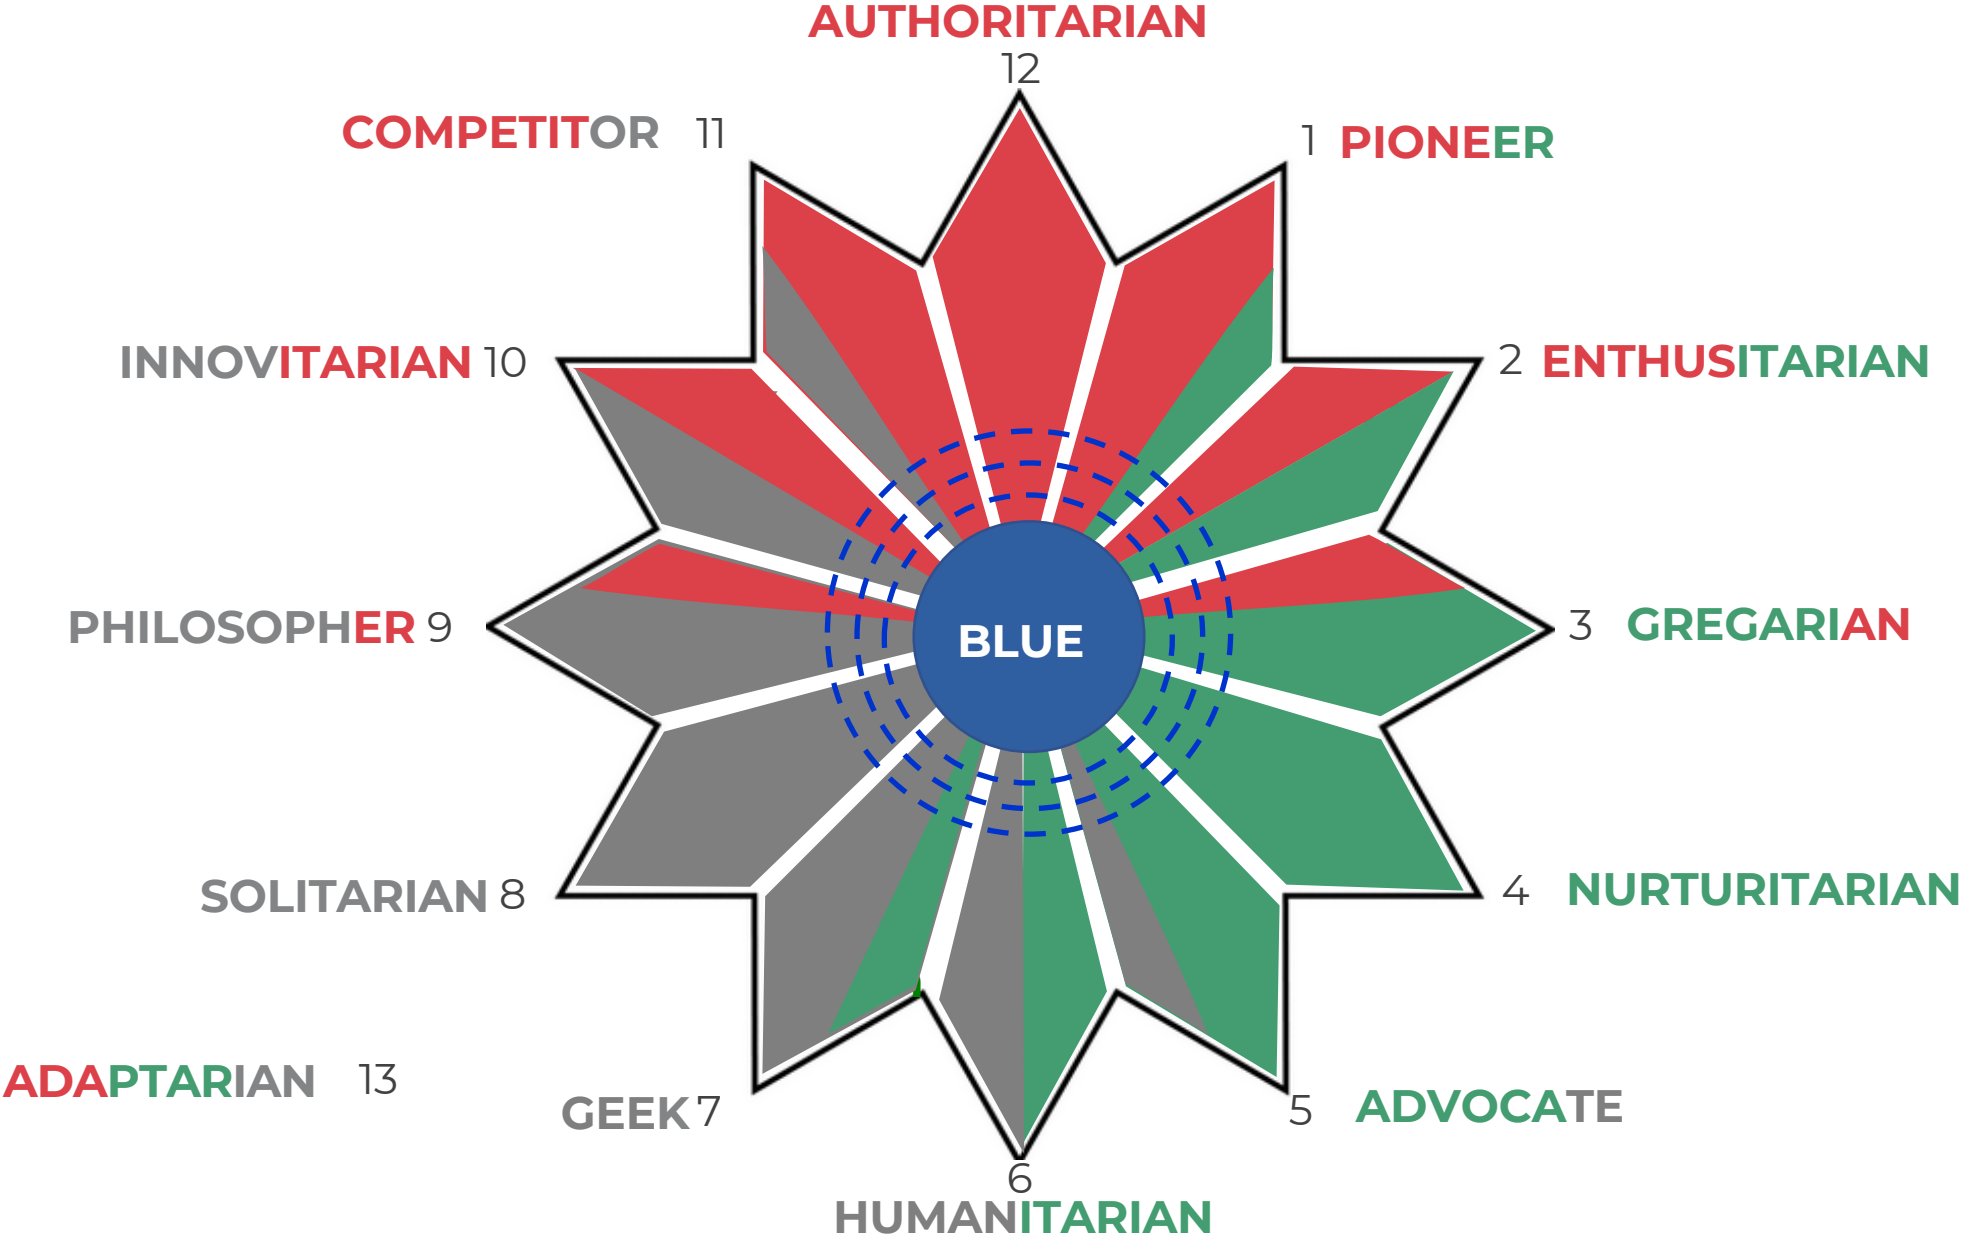 AUTHORITARIAN
12
COMPETITOR 11
1 PIONEER
INNOVITARIAN 10
2 ENTHUSITARIAN
PHILOSOPHER 9
BLUE
3 GREGARIAN
SOLITARIAN 8
4 NURTURITARIAN
ADAPTARIAN 13
GEEK 7
5 ADVOCATE
6
HUMANITARIAN